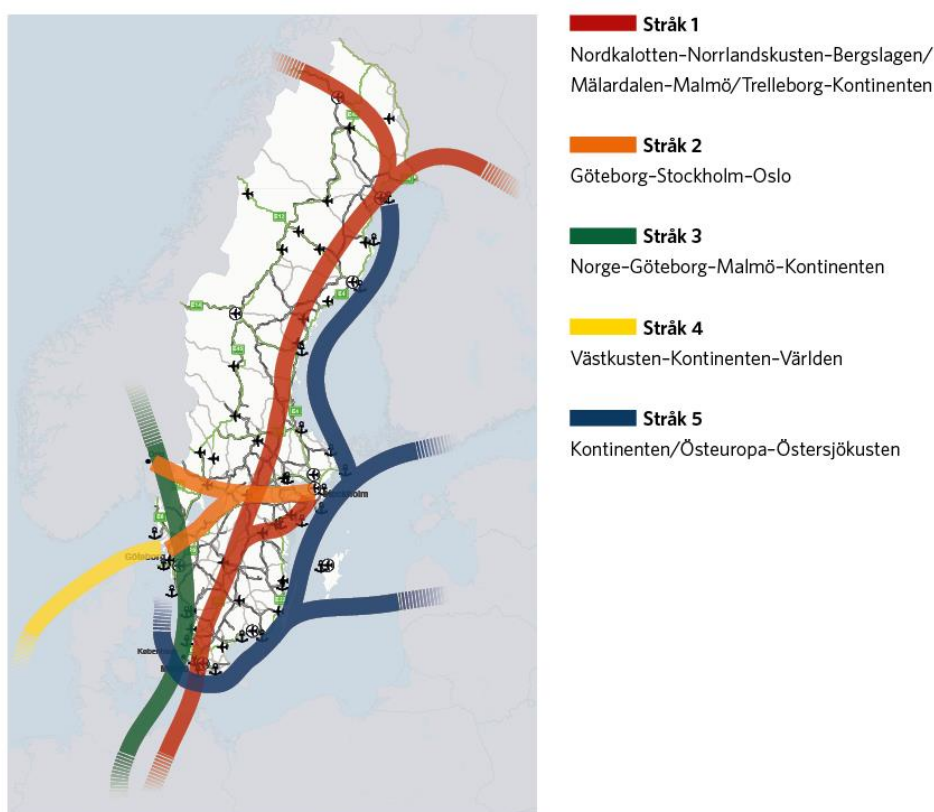 Stråk 1
Nordkalotten–Norrlandskusten–Bergslagen/
Mälardalen–Malmö/Trelleborg–Kontinenten
Stråk 2
Göteborg–Stockholm–Oslo
Stråk 3
Norge–Göteborg–Malmö–Kontinenten
Stråk 4
Västkusten–Kontinenten–Världen
Stråk 5
Kontinenten/Östeuropa–Östersjökusten
Göteborg